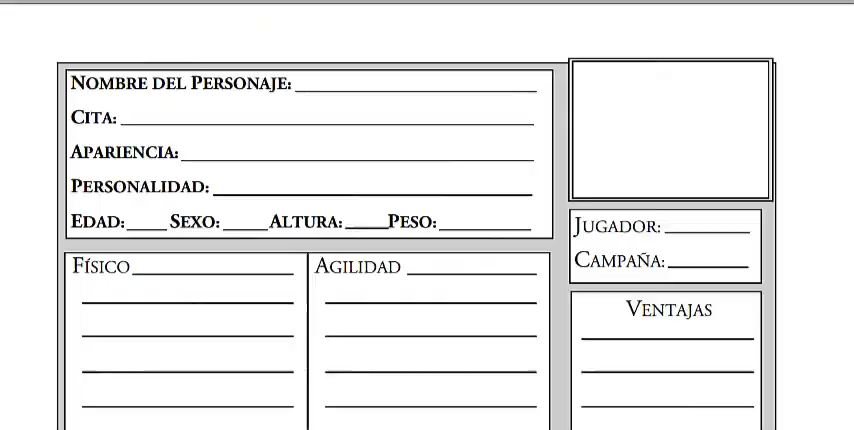 NOMBRE DEL PERSONAJE:
CITA:
APARIENCIA:
PERSONALIDAD:
EDAD: SEXO: ALTURA: PESO:
JUGADOR:
CAMPAÑA:
FÍSICO AGILIDAD
VENTAJAS